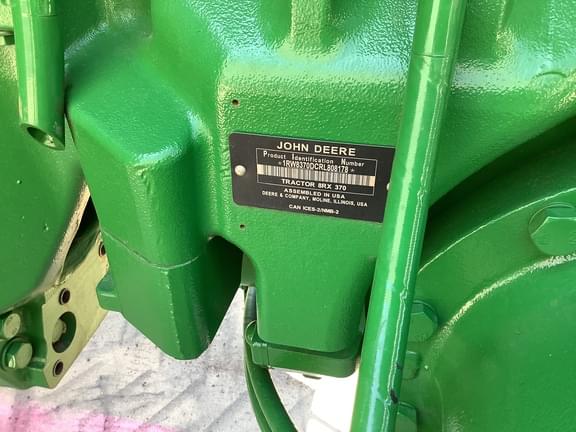 JOHN DEERE
Product Identification Number
*1RW8370DCRL808178*
TRACTOR 8RX 370
ASSEMBLED IN USA
DEERE & COMPANY, MOLINE, ILLINOIS, USA
CAN ICES-2/NMB-2